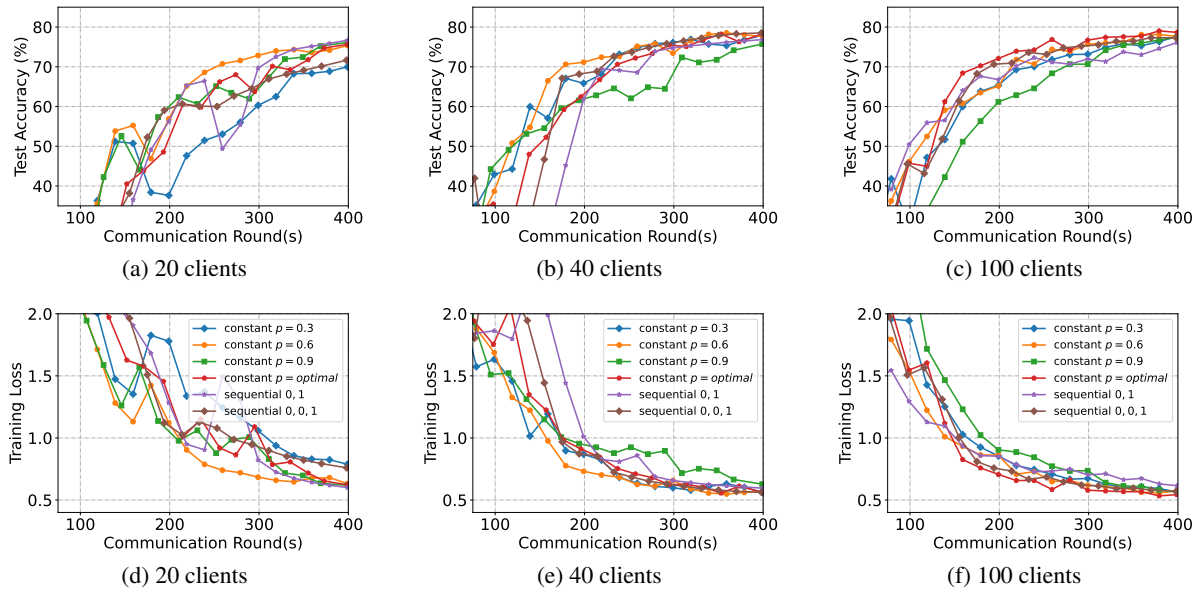 80
70
60
50
40
Test Accuracy (%)
100 200 300 400
Communication Round(s)
(a) 20 clients
80
70
60
50
40
Test Accuracy (%)
100 200 300 400
Communication Round(s)
(b) 40 clients
80
70
60
50
40
Test Accuracy (%)
100 200 300 400
Communication Round(s)
(c) 100 clients
2.0
1.5
1.0
0.5
Training Loss
constant p = 0.3
constant p = 0.6
constant p = 0.9
constant p = optimal
sequential 0, 1
sequential 0, 0, 1
100 200 300 400
Communication Round(s)
(d) 20 clients
2.0
1.5
1.0
0.5
Training Loss
constant p = 0.3
constant p = 0.6
constant p = 0.9
constant p = optimal
sequential 0, 1
sequential 0, 0, 1
100 200 300 400
Communication Round(s)
(e) 40 clients
2.0
1.5
1.0
0.5
Training Loss
constant p = 0.3
constant p = 0.6
constant p = 0.9
constant p = optimal
sequential 0, 1
sequential 0, 0, 1
100 200 300 400
Communication Round(s)
(f) 100 clients